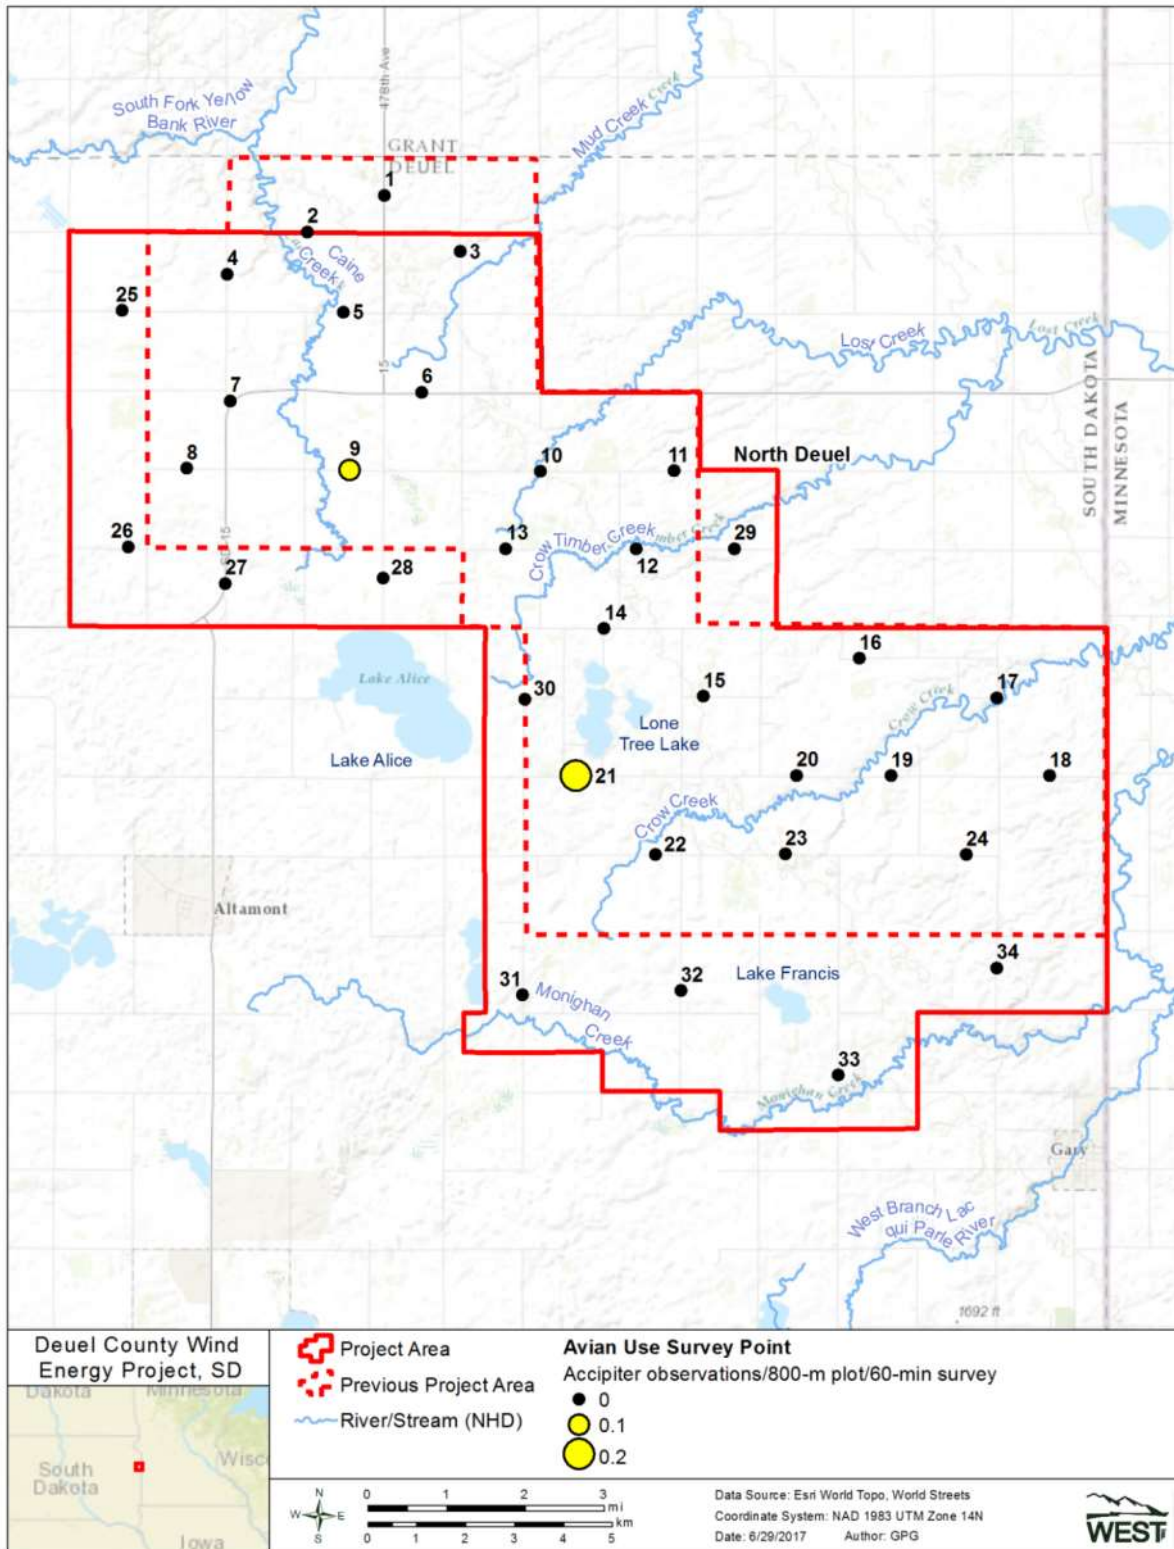 South Fork Yellow
Bank River
478th Ave
GRANT
DEUEL
Mud Creek
Creek
1
2
3
Caine
Creek
4
25
5
15
6
7
Lost Creek
Lost Creek
SOUTH DAKOTA
MINNESOTA
8
9
10
11
North Deuel
26
13
Crow Timber Creek
mber Creek
12
29
27
28
14
16
Lake Alice
30
15
Crow Creek
17
Lone
Tree Lake
Lake Alice
21
20
19
18
Crow Creek
22
23
24
Altamont
31
Monighan
Creek
32
Lake Francis
34
33
Monighan Creek
Gary
West Branch Lac
qui Parle River
1692 ft
Deuel County Wind
Energy Project, SD
Dakota
Minnesota
South
Dakota
Wisc
Iowa
Project Area
Previous Project Area
River/Stream (NHD)
Avian Use Survey Point
Accipiter observations/800-m plot/60-min survey
0
0.1
0.2
N
W E
S
0 1 2 3
mi
km
0 1 2 3 4 5
Data Source: Esri World Topo, World Streets
Coordinate System: NAD 1983 UTM Zone 14N
Date: 6/29/2017 Author: GPG
WEST